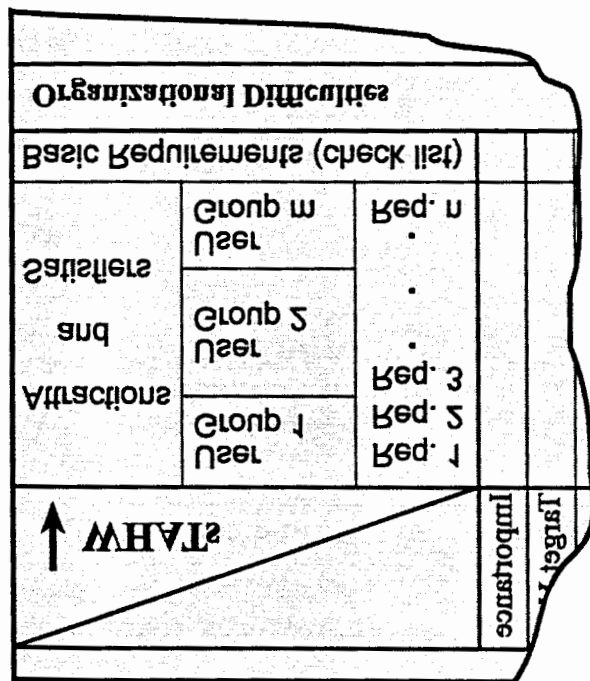 WHATs
Importance
Target
Attractions
and
Satisfiers
User
Group 1
User
Group 2
User
Group m
Req. 1
Req. 2
Req. 3
.
.
.
Req. n
Basic Requirements (check list)
Organizational Difficulties